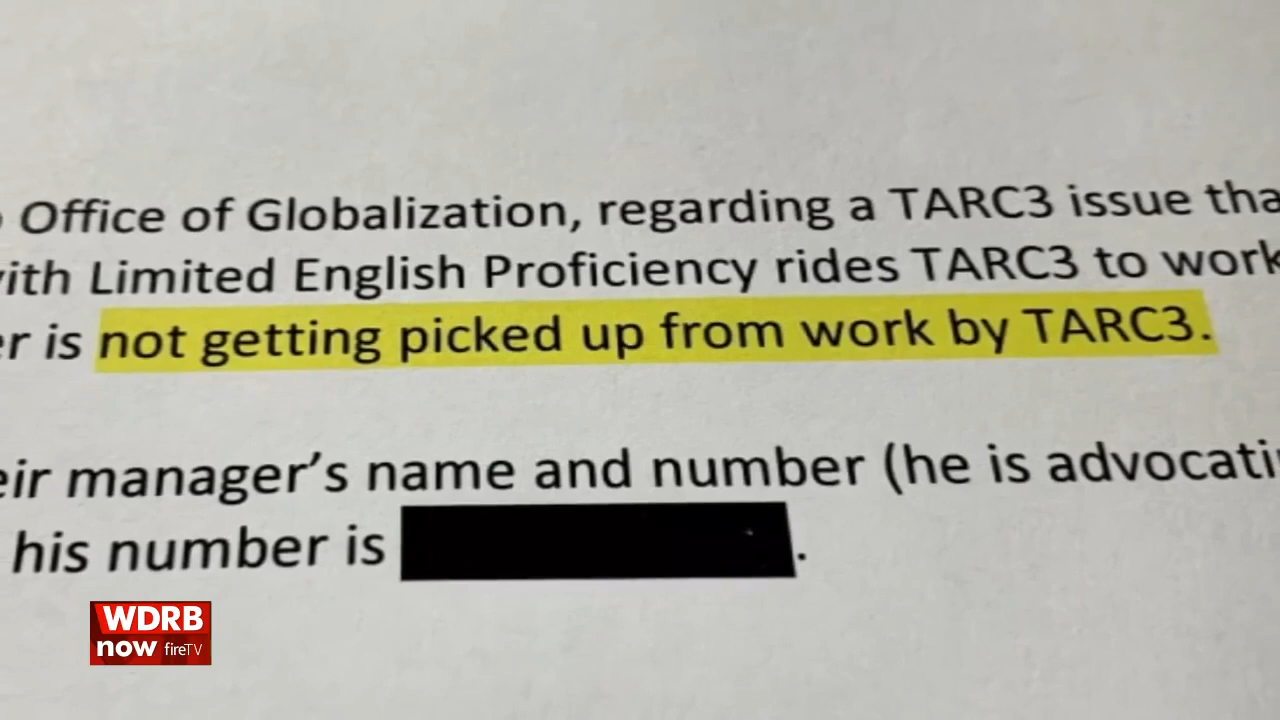 Office of Globalization, regarding a TARC3 issue tha
ith Limited English Proficiency rides TARC3 to work
er is not getting picked up from work by TARC3.
eir manager's name and number (he is advocati
his number is .
WDRB
now fireTV